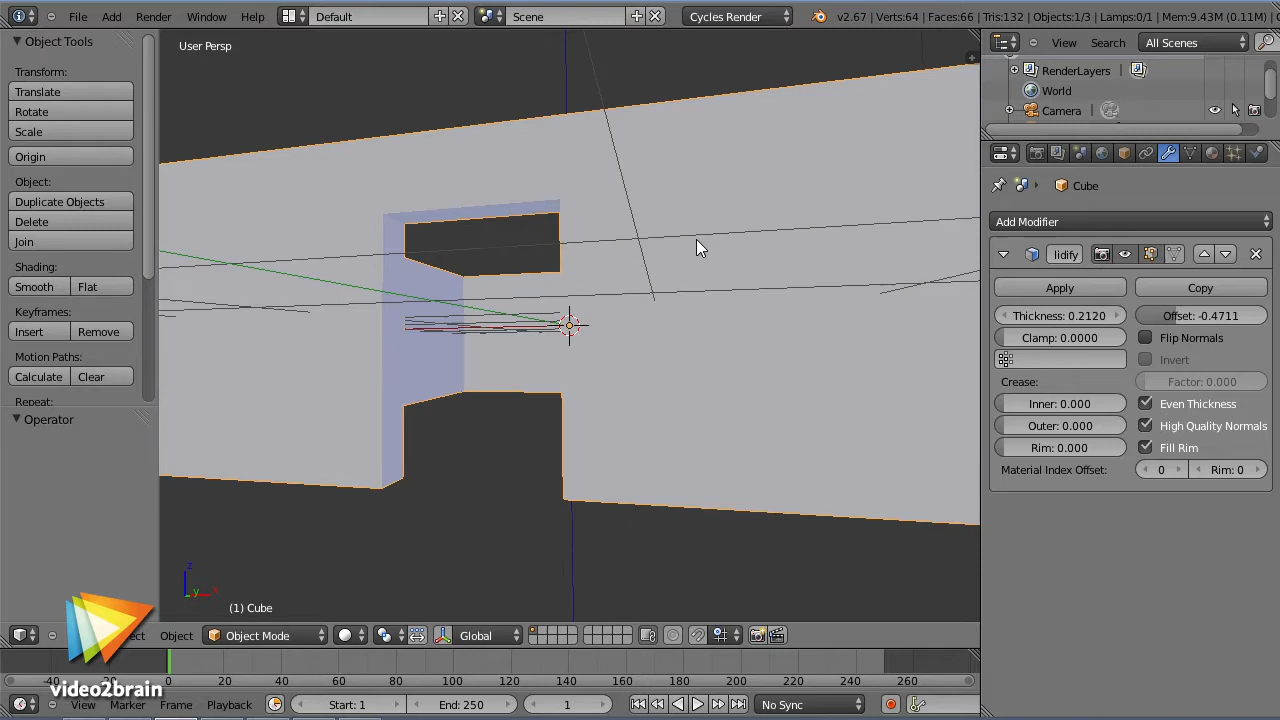 File Add Render Window Help Default Scene Cycles Render v2.67 | Verts:64 | Faces:66 | Tris:132 | Objects:1/3 | Lamps:0/1 | Mem:9.43M (0.11M) |
Object Tools
Transform:
Translate
Rotate
Scale
Origin
Object:
Duplicate Objects
Delete
Join
Shading:
Smooth Flat
Keyframes:
Insert Remove
Motion Paths:
Calculate Clear
Repeat:
Operator
User Persp
z
y x
(1) Cube
Object Object Mode Global
-40 -20 0 20 40 60 80 100 120 140 160 180 200 220 240 260
View Marker Frame Playback Start: 1 End: 250 1 No Sync
video2brain
View Search All Scenes
RenderLayers
World
Camera
Cube
Add Modifier
lidify
Apply Copy
Thickness: 0.2120 Offset: -0.4711
Clamp: 0.0000 Flip Normals
Invert
Crease: Factor: 0.000
Inner: 0.000 Even Thickness
Outer: 0.000 High Quality Normals
Rim: 0.000 Fill Rim
Material Index Offset: 0 Rim: 0